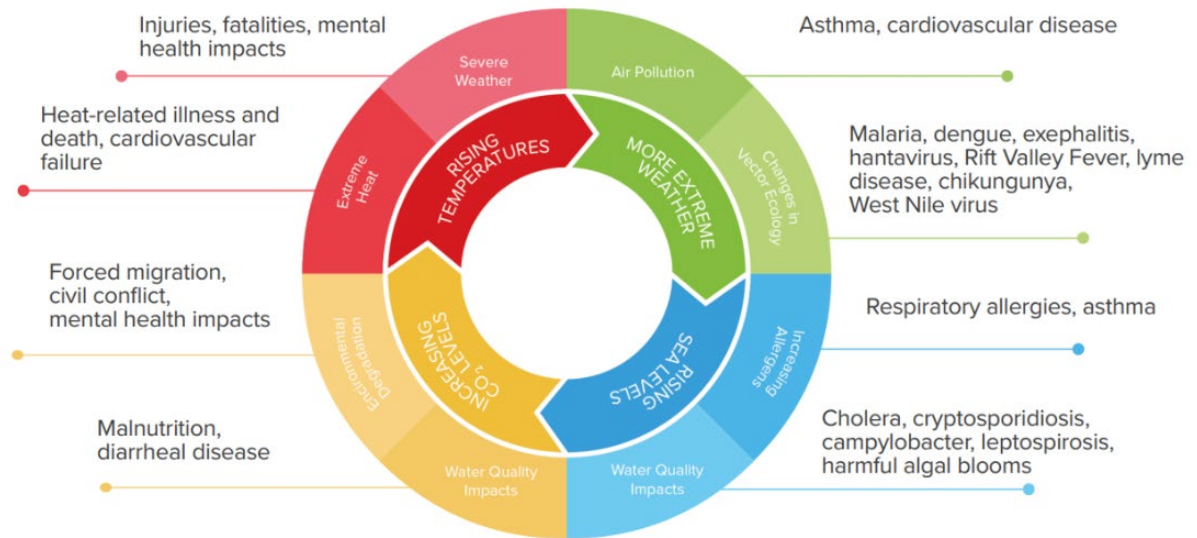 Injuries, fatalities, mental
health impacts
Heat-related illness and
death, cardiovascular
failure
Forced migration,
civil conflict,
mental health impacts
Malnutrition,
diarrheal disease
Severe
Weather
Air Pollution
Extreme
Heat
Changes in
Vector Ecology
RISING
TEMPERATURES
MORE EXTREME
WEATHER
INCREASING
CO₂ LEVELS
RISING
SEA LEVELS
Encironmental
Degradation
Increasing
Allergens
Water Quality
Impacts
Water Quality
Impacts
Asthma, cardiovascular disease
Malaria, dengue, exephalitis,
hantavirus, Rift Valley Fever, lyme
disease, chikungunya,
West Nile virus
Respiratory allergies, asthma
Cholera, cryptosporidiosis,
campylobacter, leptospirosis,
harmful algal blooms